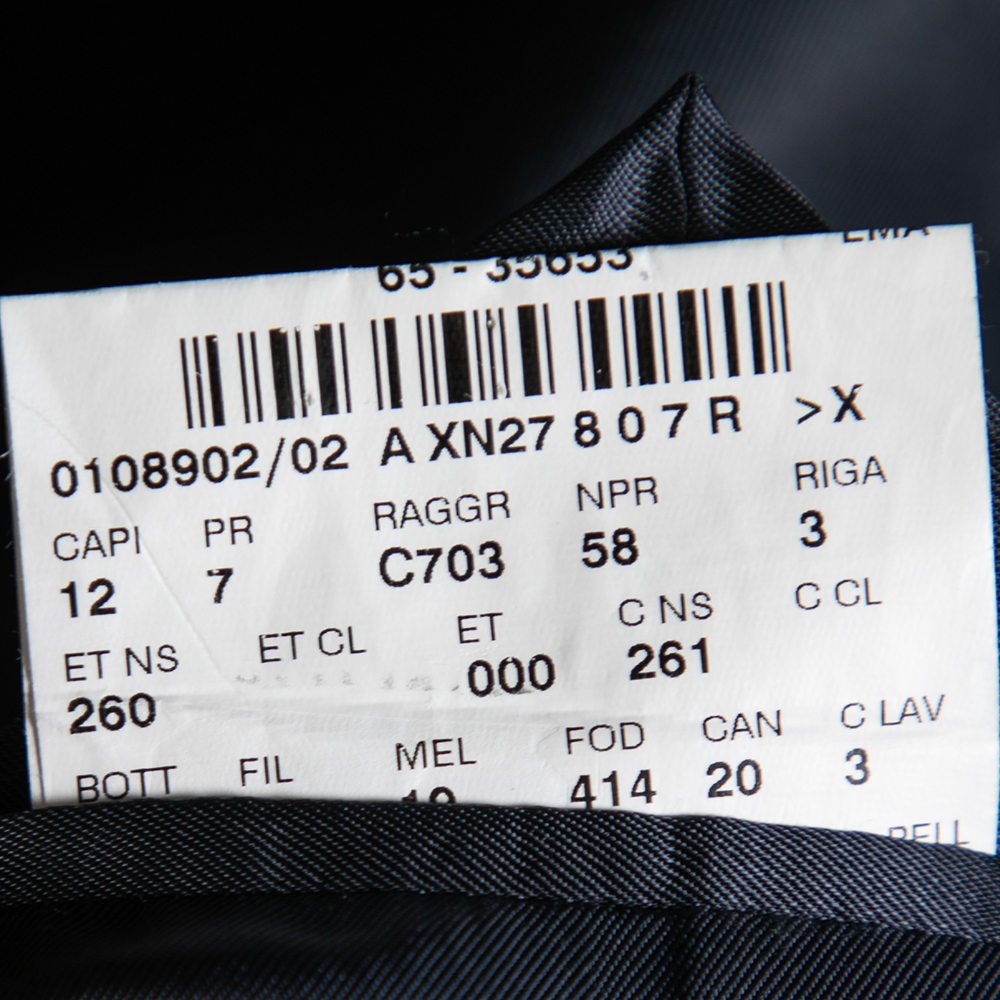 65 - 35653
0108902/02 A XN27 8 0 7 R >X
CAPI PR RAGGR NPR RIGA
12 7 C703 58 3
ET NS ET CL ET C NS C CL
260 000 261
BOTT FIL MEL FOD CAN C LAV
414 20 3